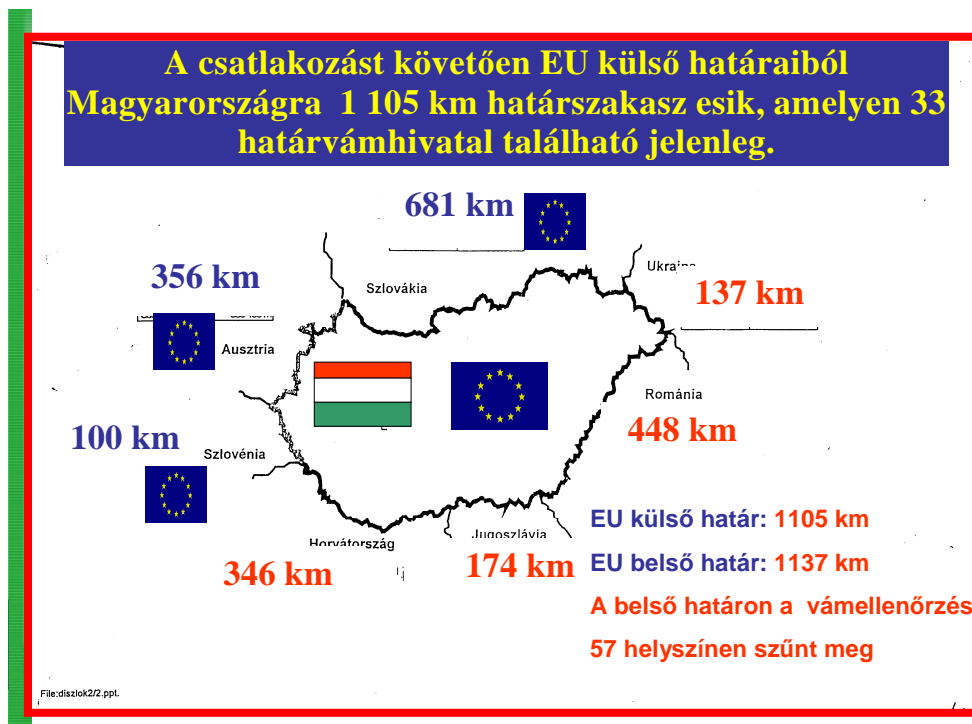 A csatlakozást követően EU külső határaiból
Magyarországra 1 105 km határszakasz esik, amelyen 33
határvámhivatal található jelenleg.
681 km
356 km
Szlovákia
137 km
Ausztria
Románia
448 km
100 km
Szlovénia
EU külső határ: 1105 km
Jugoszlávia
Horvátország
346 km
174 km
EU belső határ: 1137 km
A belső határon a vámellenőrzés
57 helyszínen szűnt meg
File:diszlok2/2.ppt.